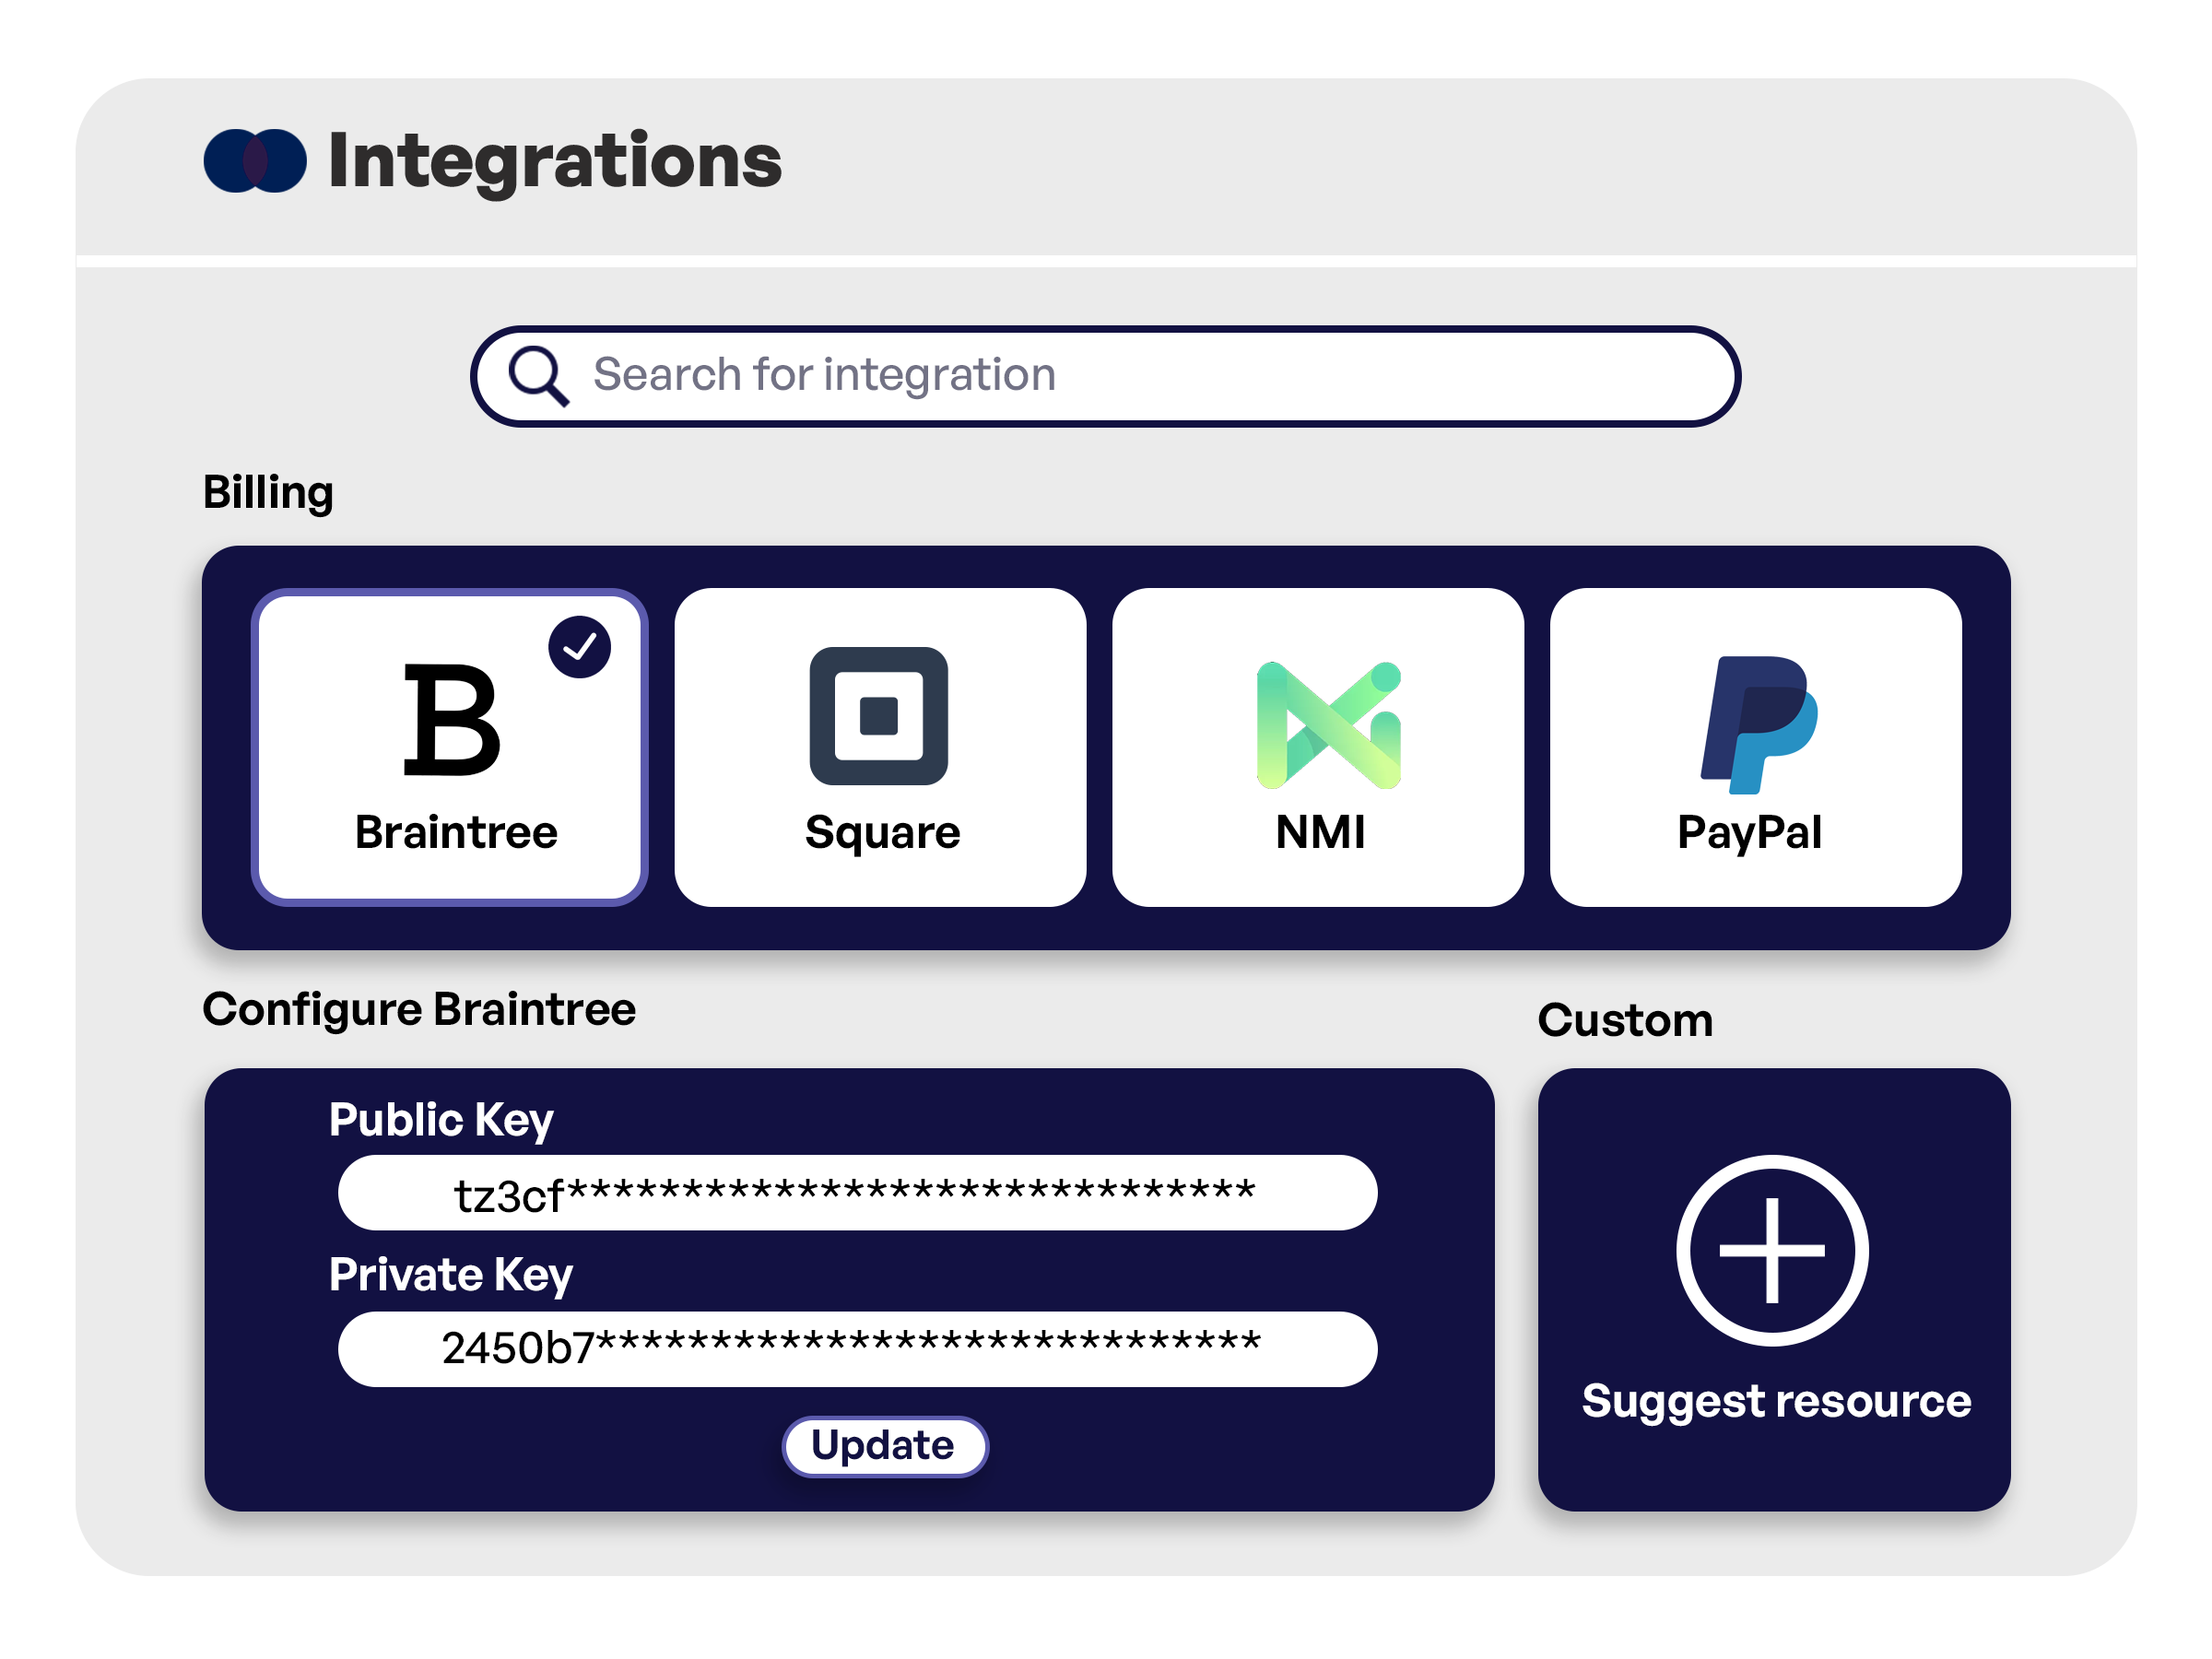 Integrations
Search for integration
Billing
B
Braintree
Square
NMI
PayPal
Configure Braintree
Custom
Public Key
tz3cf******************************
Private Key
2450b7*****************************
Update
Suggest resource